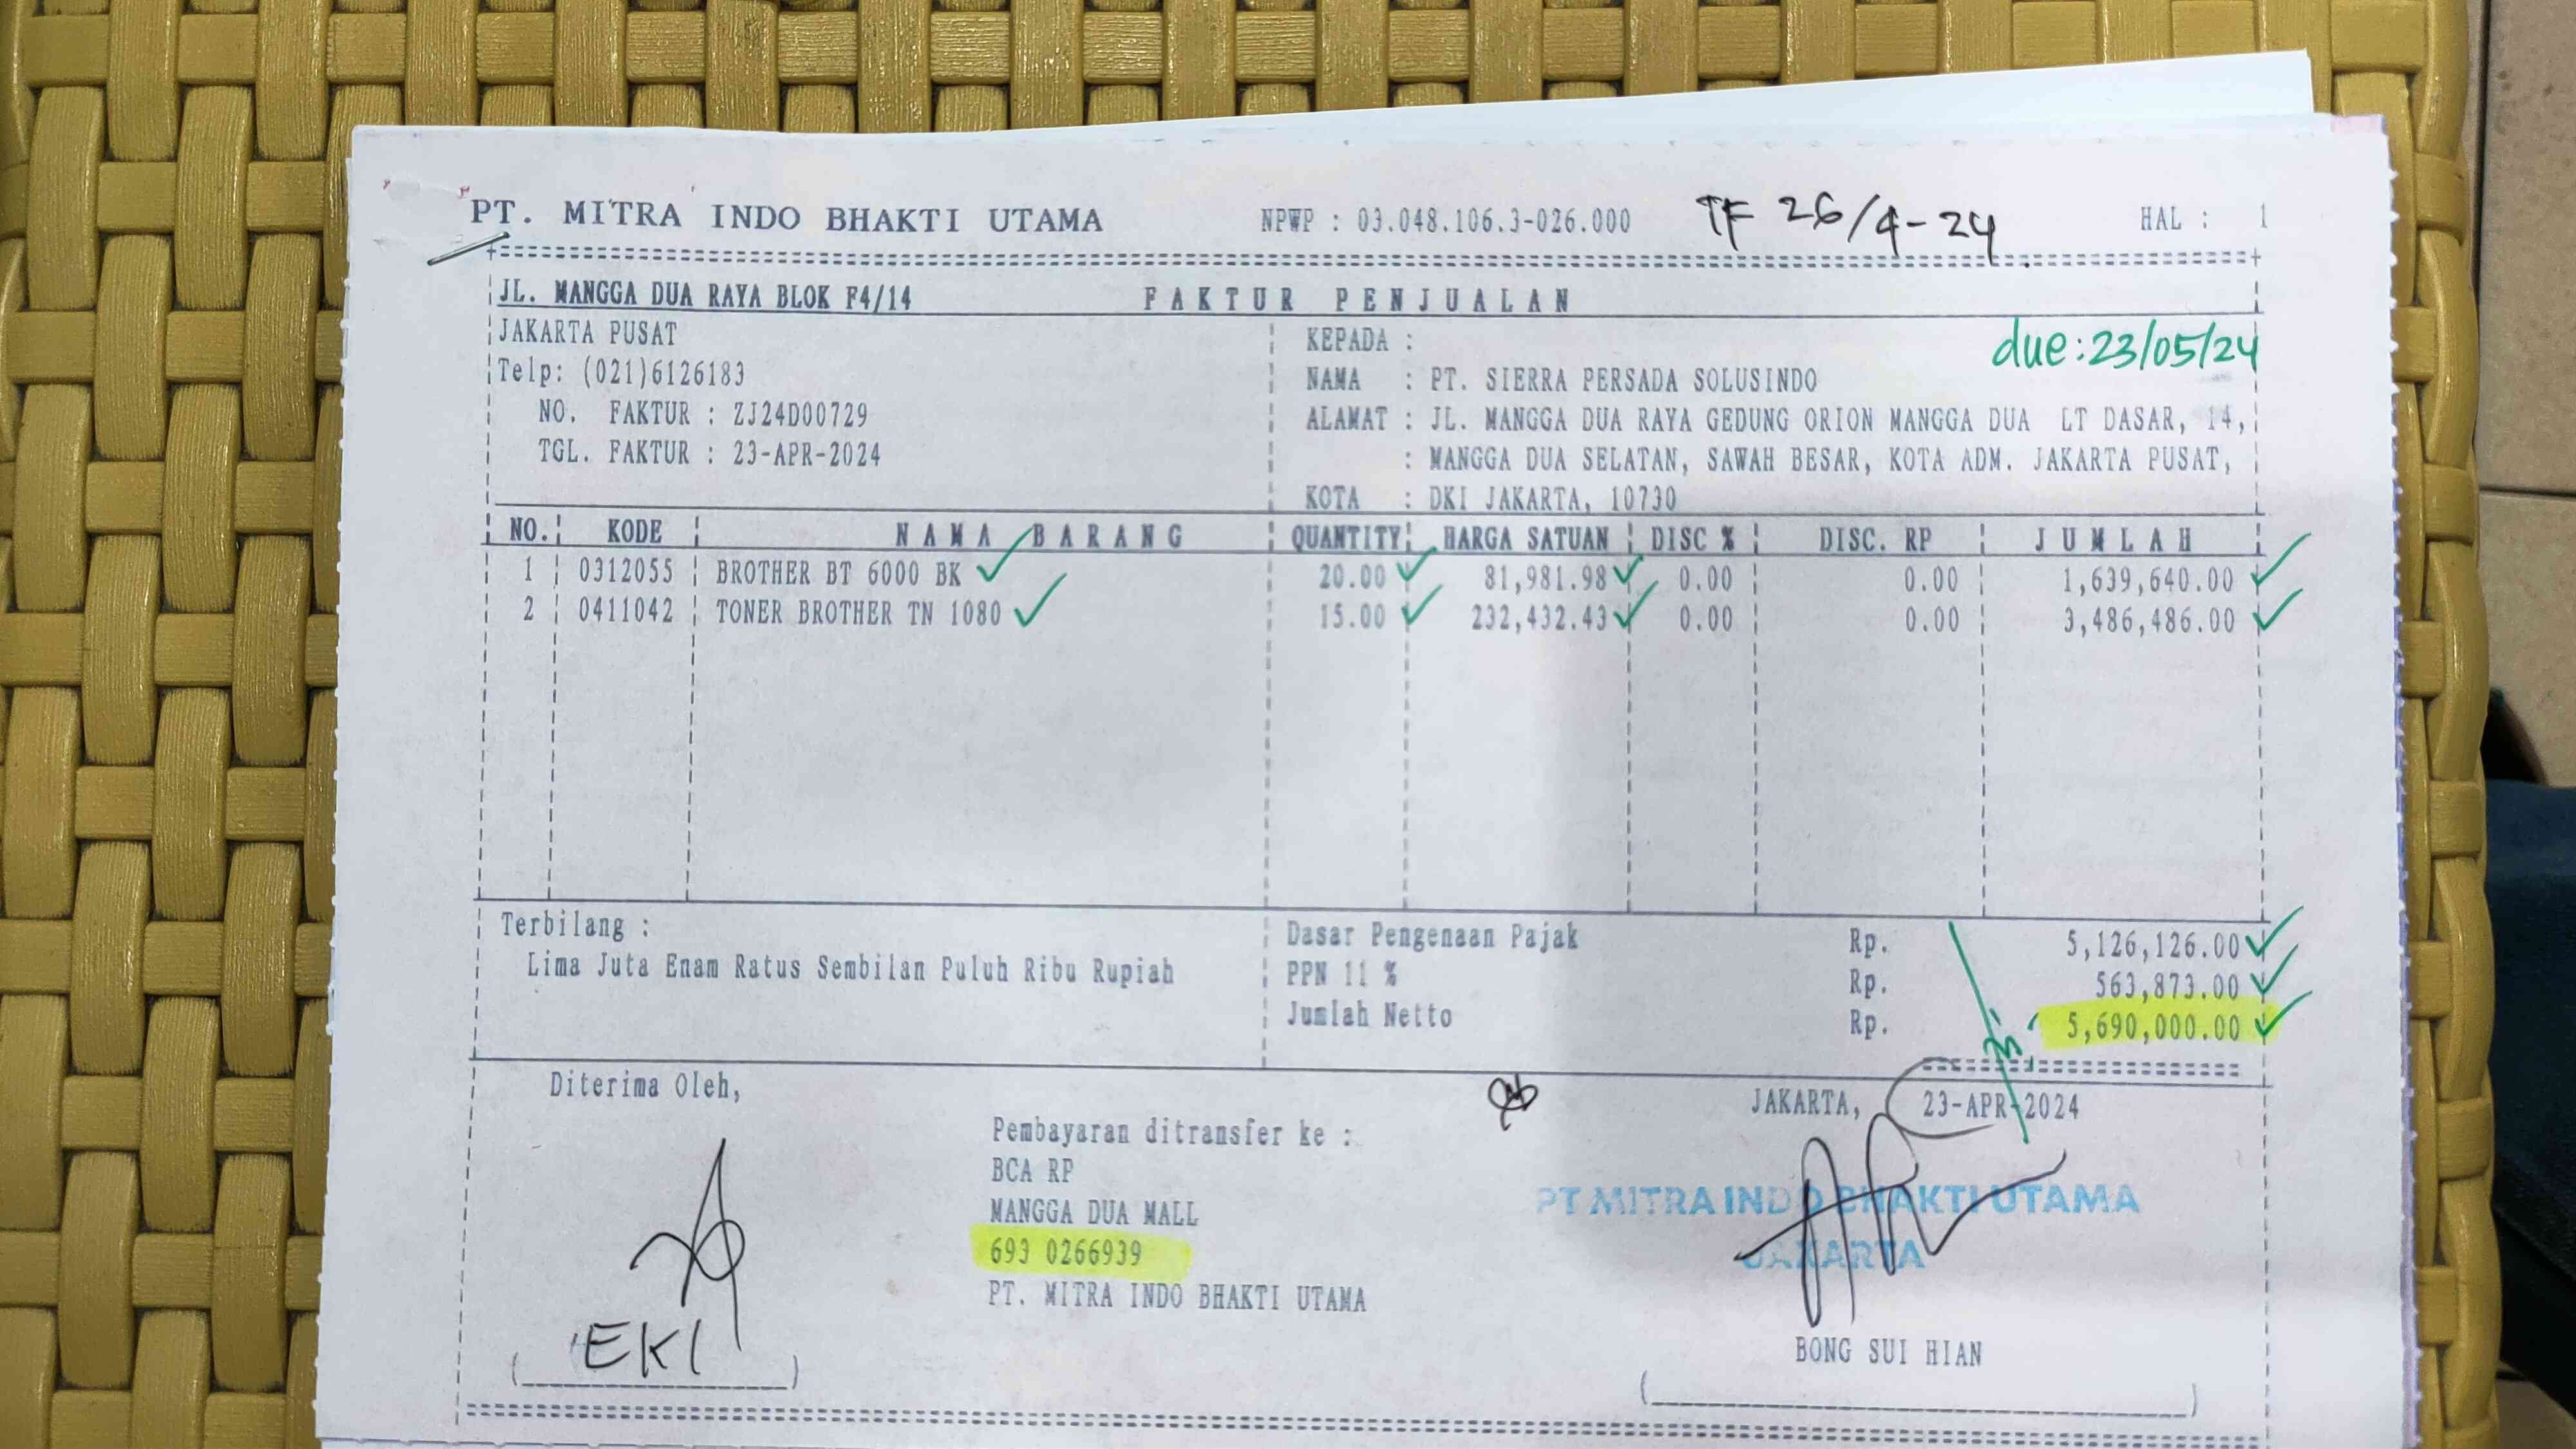 PT. MITRA INDO BHAKTI UTAMA NPWP : 03.048.106.3-026.000 TF 26/4-24 HAL : 1
JL. MANGGA DUA RAYA BLOK F4/14 FAKTUR PENJUALAN
JAKARTA PUSAT
Telp: (021)6126183
NO. FAKTUR : ZJ24D00729
TGL. FAKTUR : 23-APR-2024
KEPADA :
due:23/05/24
NAMA : PT. SIERRA PERSADA SOLUSINDO
ALAMAT : JL. MANGGA DUA RAYA GEDUNG ORION MANGGA DUA LT DASAR, 14,
: MANGGA DUA SELATAN, SAWAH BESAR, KOTA ADM. JAKARTA PUSAT,
KOTA : DKI JAKARTA, 10730
NO. KODE NAMA BARANG QUANTITY HARGA SATUAN DISC % DISC. RP JUMLAH
1 0312055 BROTHER BT 6000 BK 20.00 81,981.98 0.00 0.00 1,639,640.00
2 0411042 TONER BROTHER TN 1080 15.00 232,432.43 0.00 0.00 3,486,486.00
Terbilang :
Lima Juta Enam Ratus Sembilan Puluh Ribu Rupiah
Dasar Pengenaan Pajak Rp. 5,126,126.00
PPN 11 % Rp. 563,873.00
Jumlah Netto Rp. 5,690,000.00
Diterima Oleh,
EKI
Pembayaran ditransfer ke :
BCA RP
MANGGA DUA MALL
693 0266939
PT. MITRA INDO BHAKTI UTAMA
JAKARTA, 23-APR-2024
PT MITRA INDO BHAKTI UTAMA
JAKARTA
BONG SUI HIAN